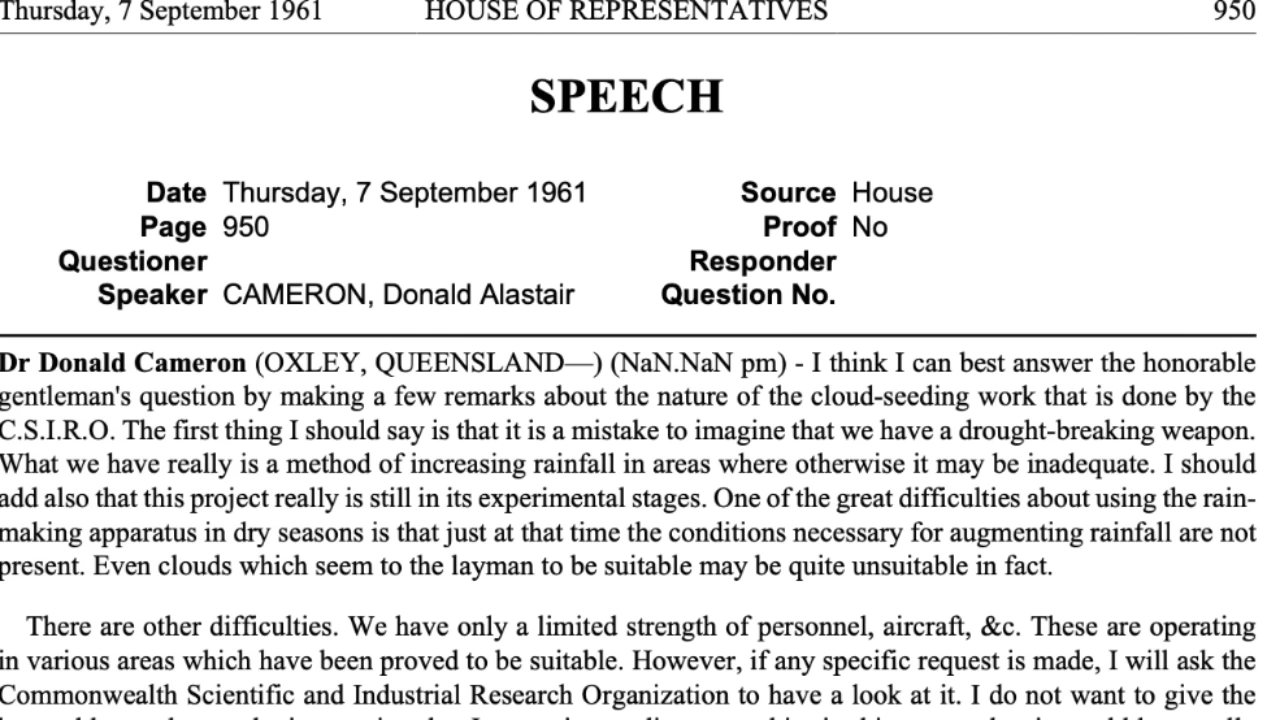 Thursday, 7 September 1961 HOUSE OF REPRESENTATIVES 950
SPEECH
Date Thursday, 7 September 1961 Source House
Page 950 Proof No
Questioner Responder
Speaker CAMERON, Donald Alastair Question No.
Dr Donald Cameron (OXLEY, QUEENSLAND—) (NaN.NaN pm) - I think I can best answer the honorable
gentleman's question by making a few remarks about the nature of the cloud-seeding work that is done by the
C.S.I.R.O. The first thing I should say is that it is a mistake to imagine that we have a drought-breaking weapon.
What we have really is a method of increasing rainfall in areas where otherwise it may be inadequate. I should
add also that this project really is still in its experimental stages. One of the great difficulties about using the rain-
making apparatus in dry seasons is that just at that time the conditions necessary for augmenting rainfall are not
present. Even clouds which seem to the layman to be suitable may be quite unsuitable in fact.
There are other difficulties. We have only a limited strength of personnel, aircraft, &c. These are operating
in various areas which have been proved to be suitable. However, if any specific request is made, I will ask the
Commonwealth Scientific and Industrial Research Organization to have a look at it. I do not want to give the